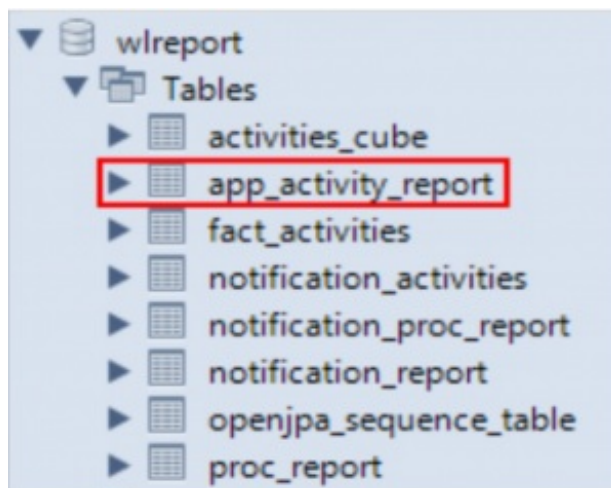 wlreport
Tables
activities_cube
app_activity_report
fact_activities
notification_activities
notification_proc_report
notification_report
openjpa_sequence_table
proc_report